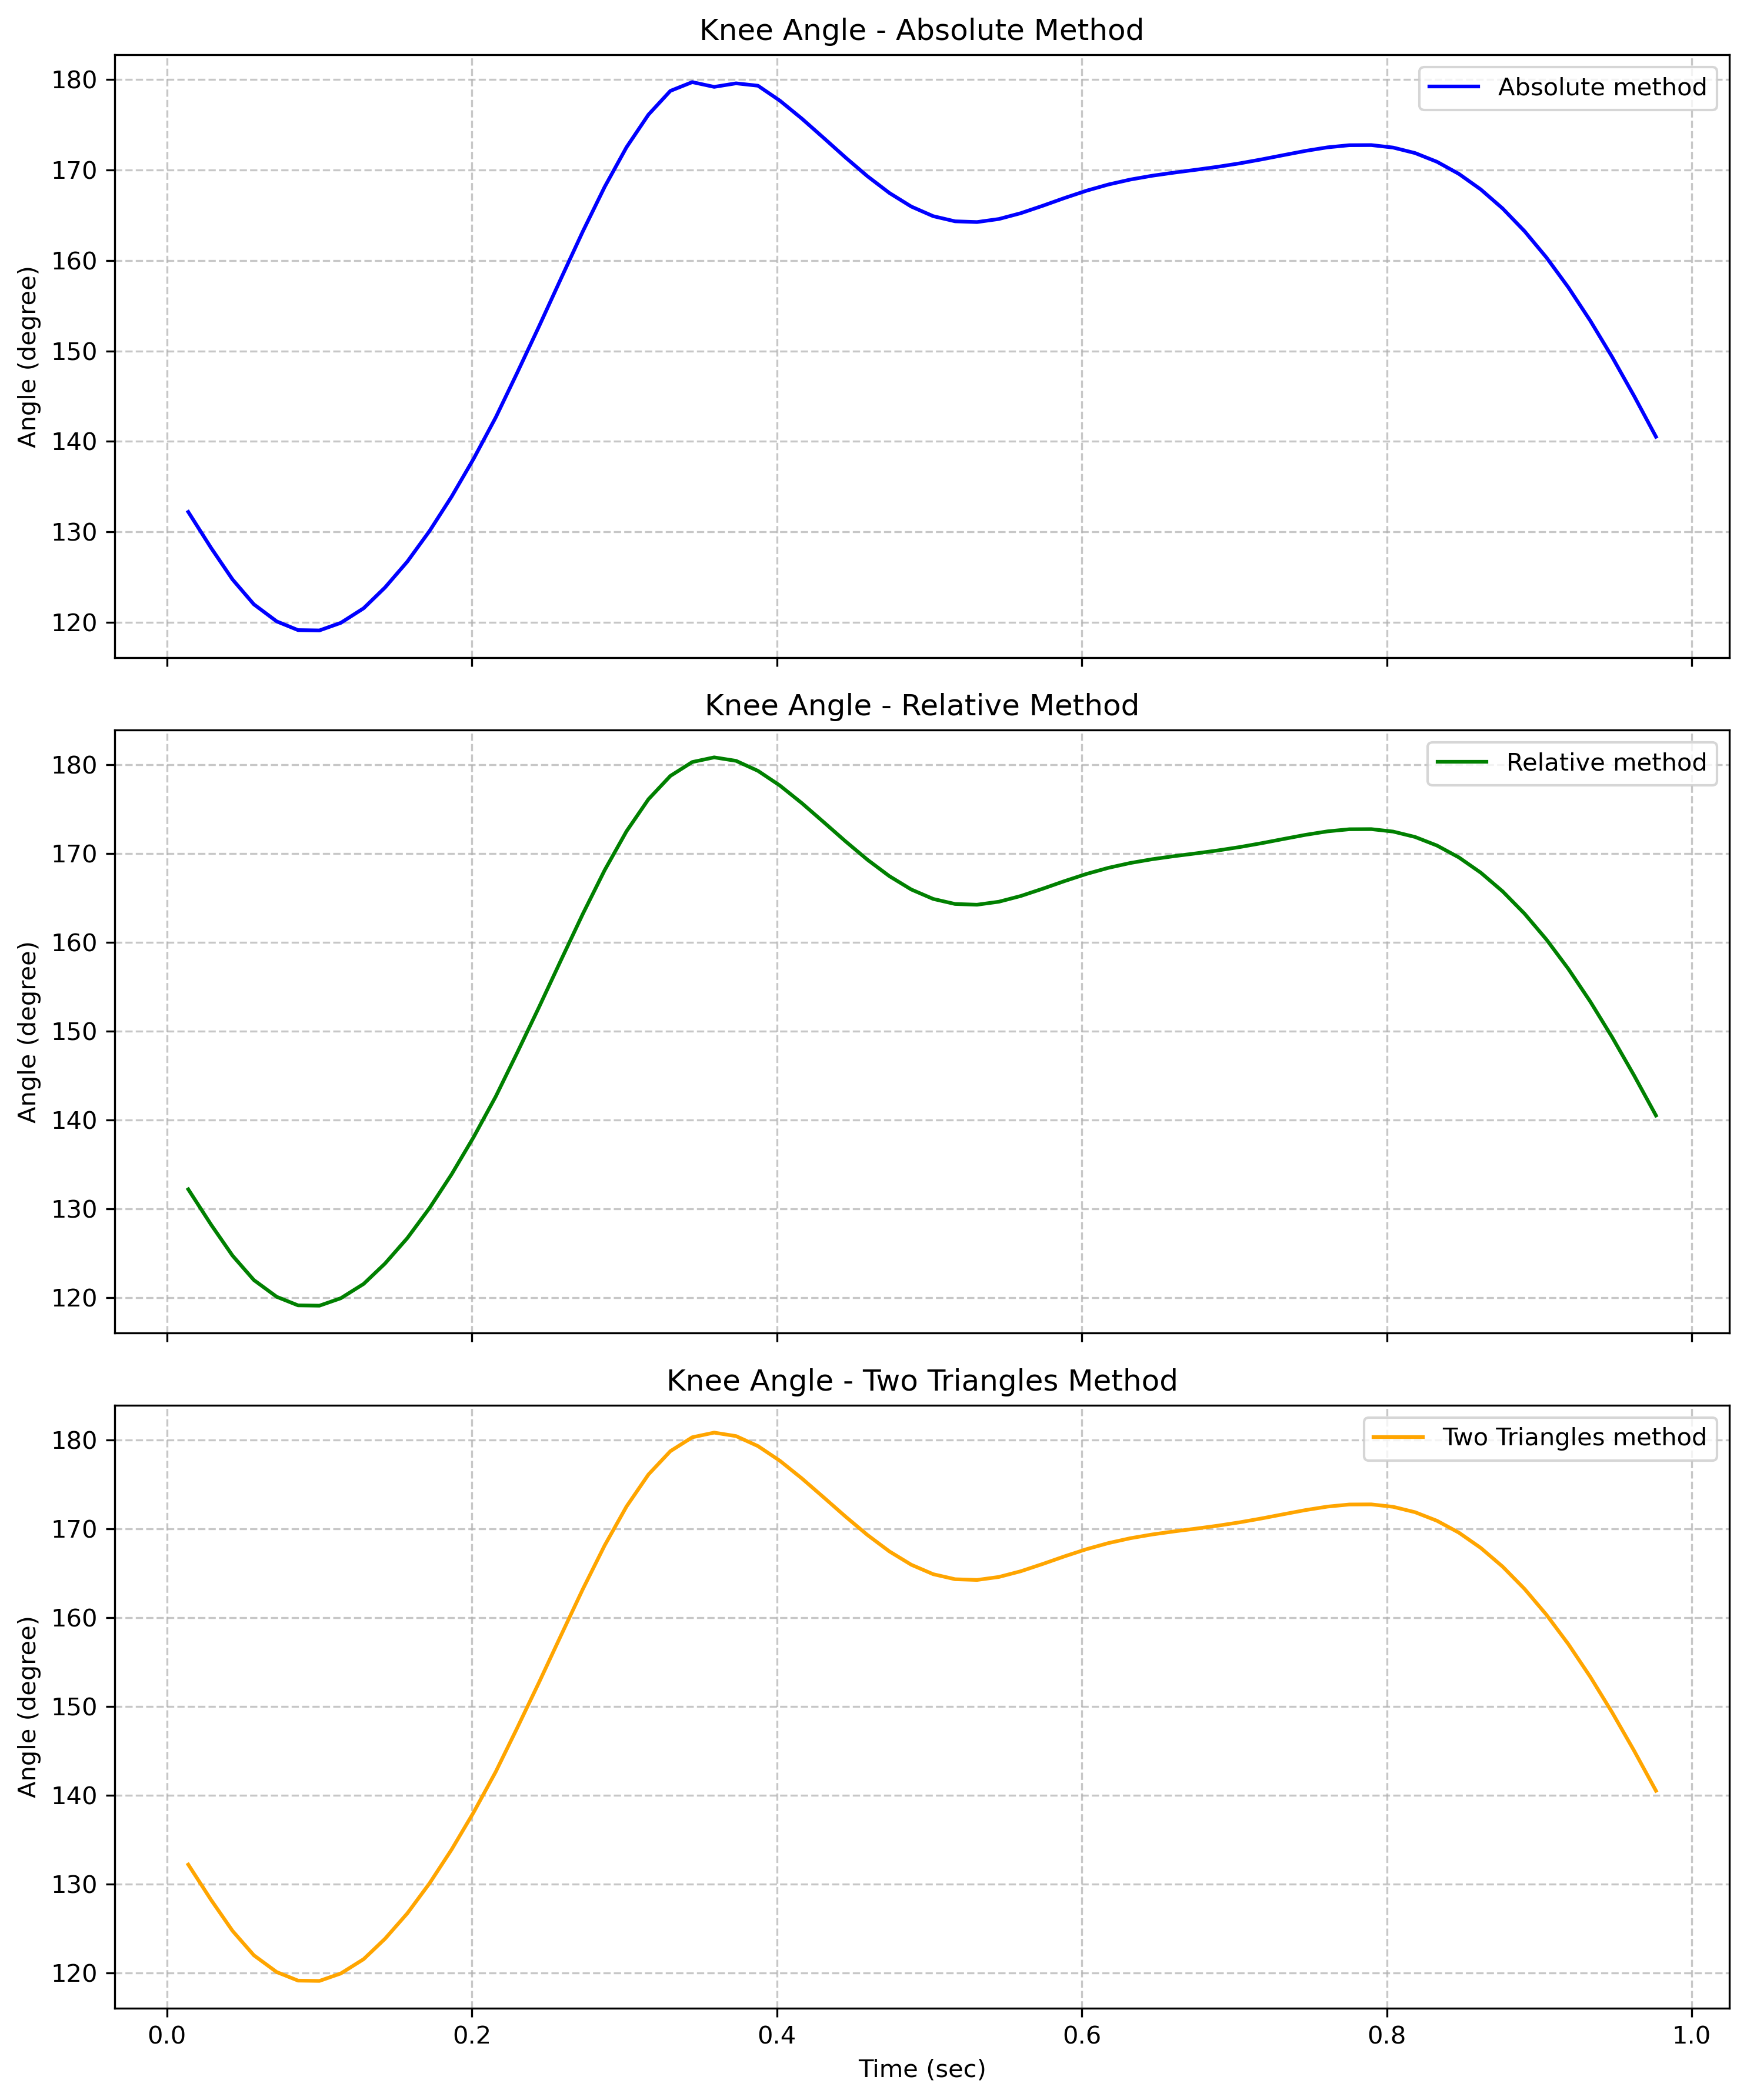 Knee Angle - Absolute Method
Absolute method
Angle (degree)
180
170
160
150
140
130
120
Knee Angle - Relative Method
Relative method
Angle (degree)
180
170
160
150
140
130
120
Knee Angle - Two Triangles Method
Two Triangles method
Angle (degree)
180
170
160
150
140
130
120
0.0 0.2 0.4 0.6 0.8 1.0
Time (sec)